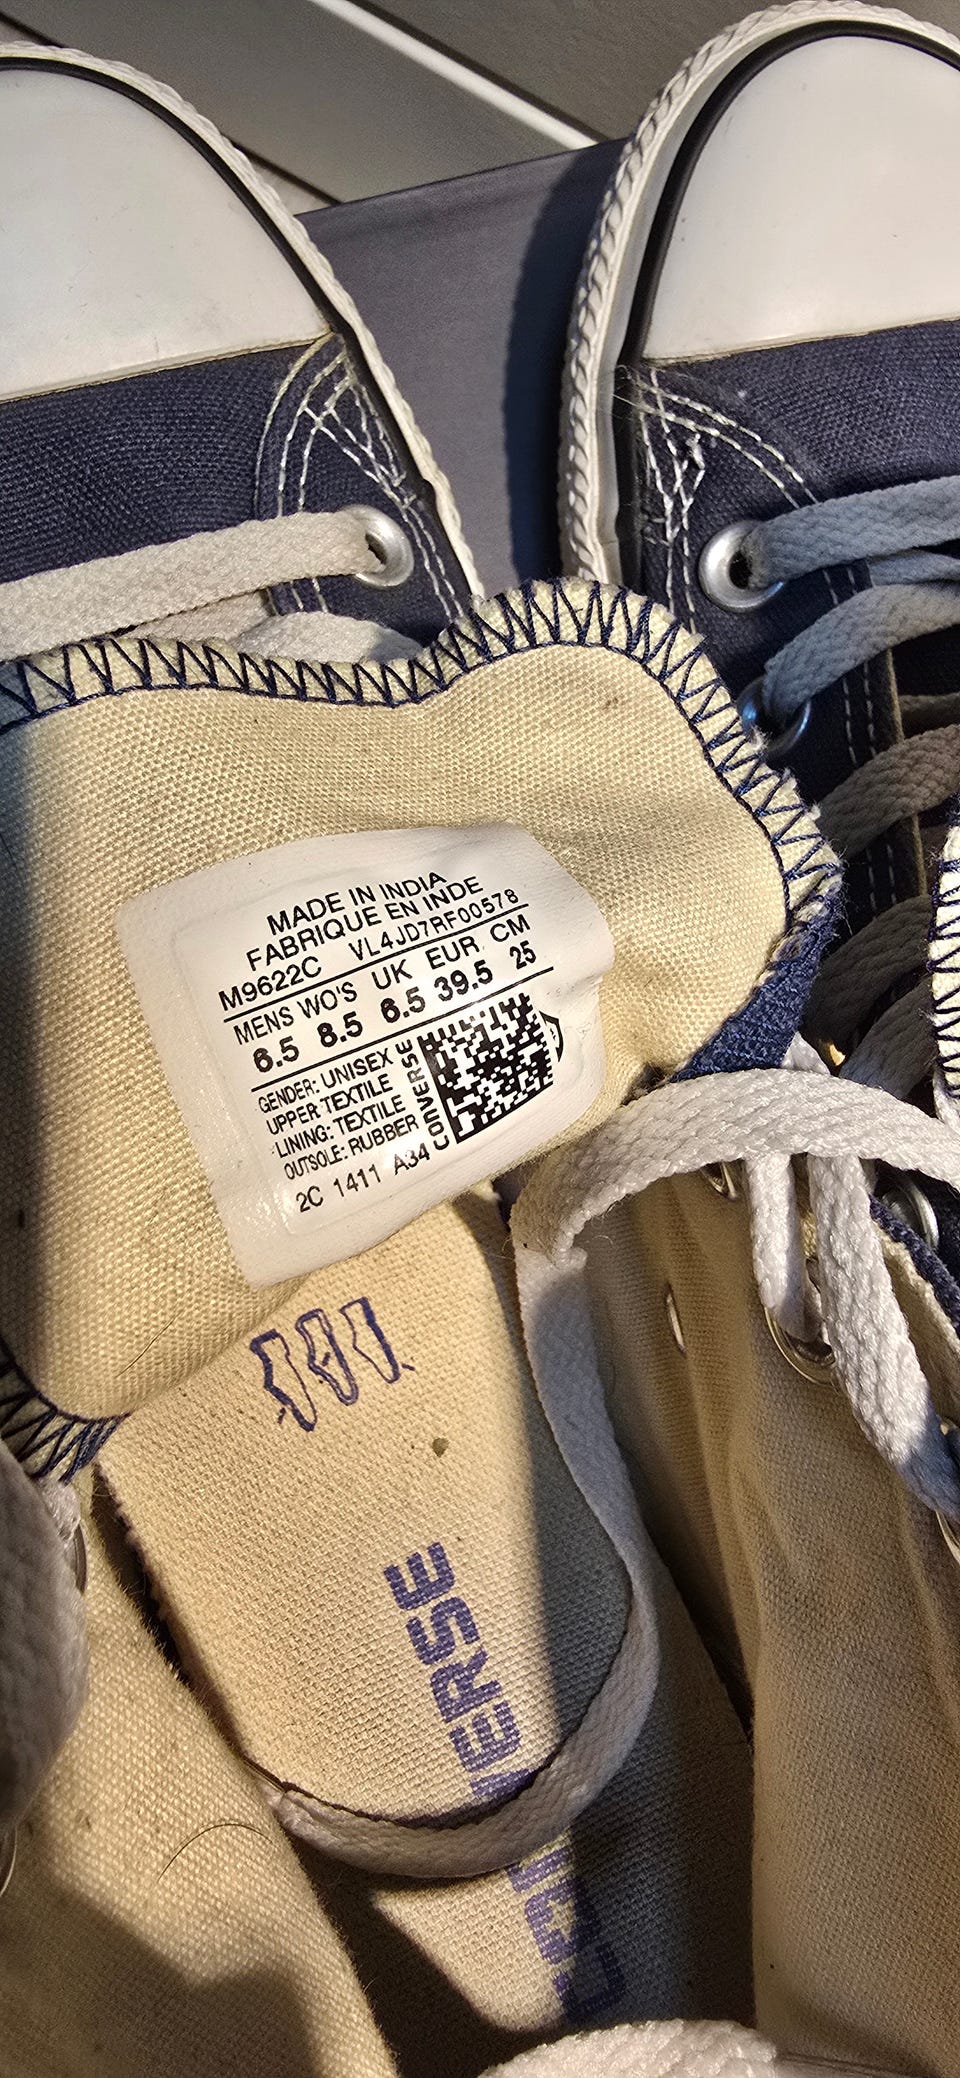 MADE IN INDIA
FABRIQUE EN INDE
M9622C VL4JD7RF00578
MENS WO'S UK EUR CM
6.5 8.5 6.5 39.5 25
GENDER: UNISEX
UPPER TEXTILE
LINING: TEXTILE
OUTSOLE: RUBBER
CONVERSE
2C 1411 A34
VERSE